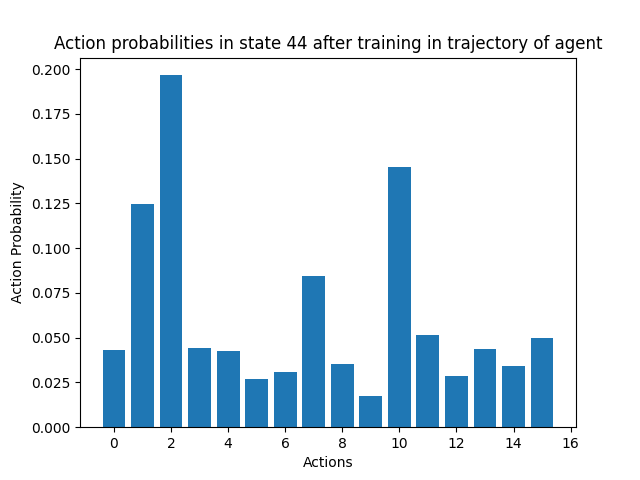 Action probabilities in state 44 after training in trajectory of agent
0.200
0.175
0.150
0.125
0.100
0.075
0.050
0.025
0.000
Action Probability
0 2 4 6 8 10 12 14 16
Actions